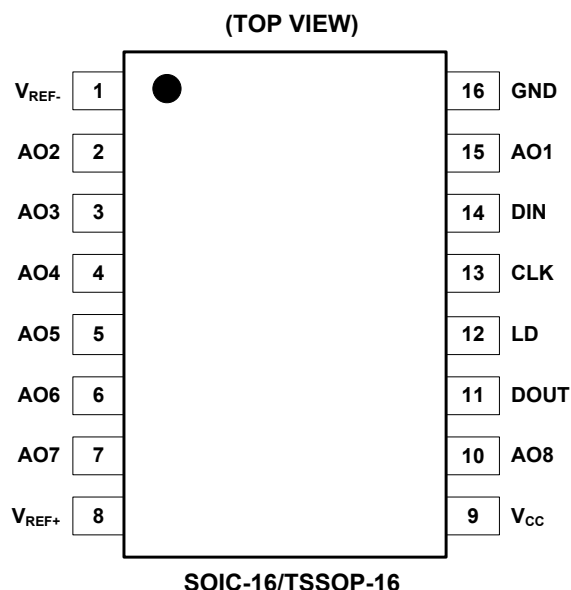 (TOP VIEW)
VREF- 1 16 GND
AO2 2 15 AO1
AO3 3 14 DIN
AO4 4 13 CLK
AO5 5 12 LD
AO6 6 11 DOUT
AO7 7 10 AO8
VREF+ 8 9 VCC
SOIC-16/TSSOP-16